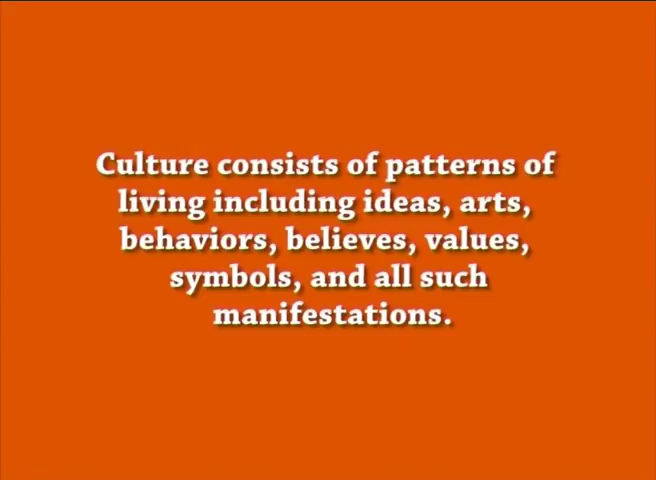 Culture consists of patterns of
living including ideas, arts,
behaviors, believes, values,
symbols, and all such
manifestations.